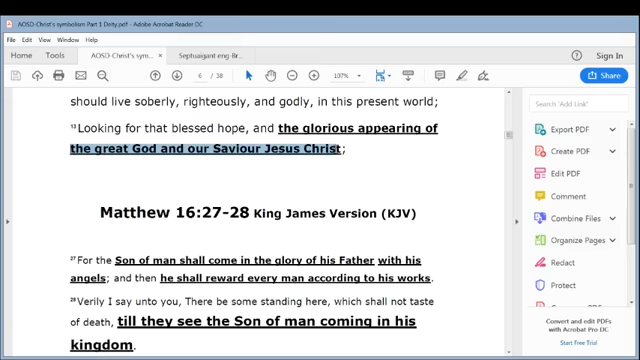 AOSD-Christ's symbolism Part 1 Deity.pdf - Adobe Acrobat Reader DC
File Edit View Window Help
Home Tools AOSD-Christ's sym... × Septuaigant eng-Br... Sign In
6 / 38 107% Share
should live soberly, righteously, and godly, in this present world;
13 Looking for that blessed hope, and the glorious appearing of
the great God and our Saviour Jesus Christ;
Matthew 16:27-28 King James Version (KJV)
27 For the Son of man shall come in the glory of his Father with his
angels; and then he shall reward every man according to his works.
28 Verily I say unto you, There be some standing here, which shall not taste
of death, till they see the Son of man coming in his
kingdom.
Search 'Add Link'
Export PDF
Create PDF
Edit PDF
Comment
Combine Files
Organize Pages
Redact
Protect
Convert and edit PDFs
with Acrobat Pro DC
Start Free Trial